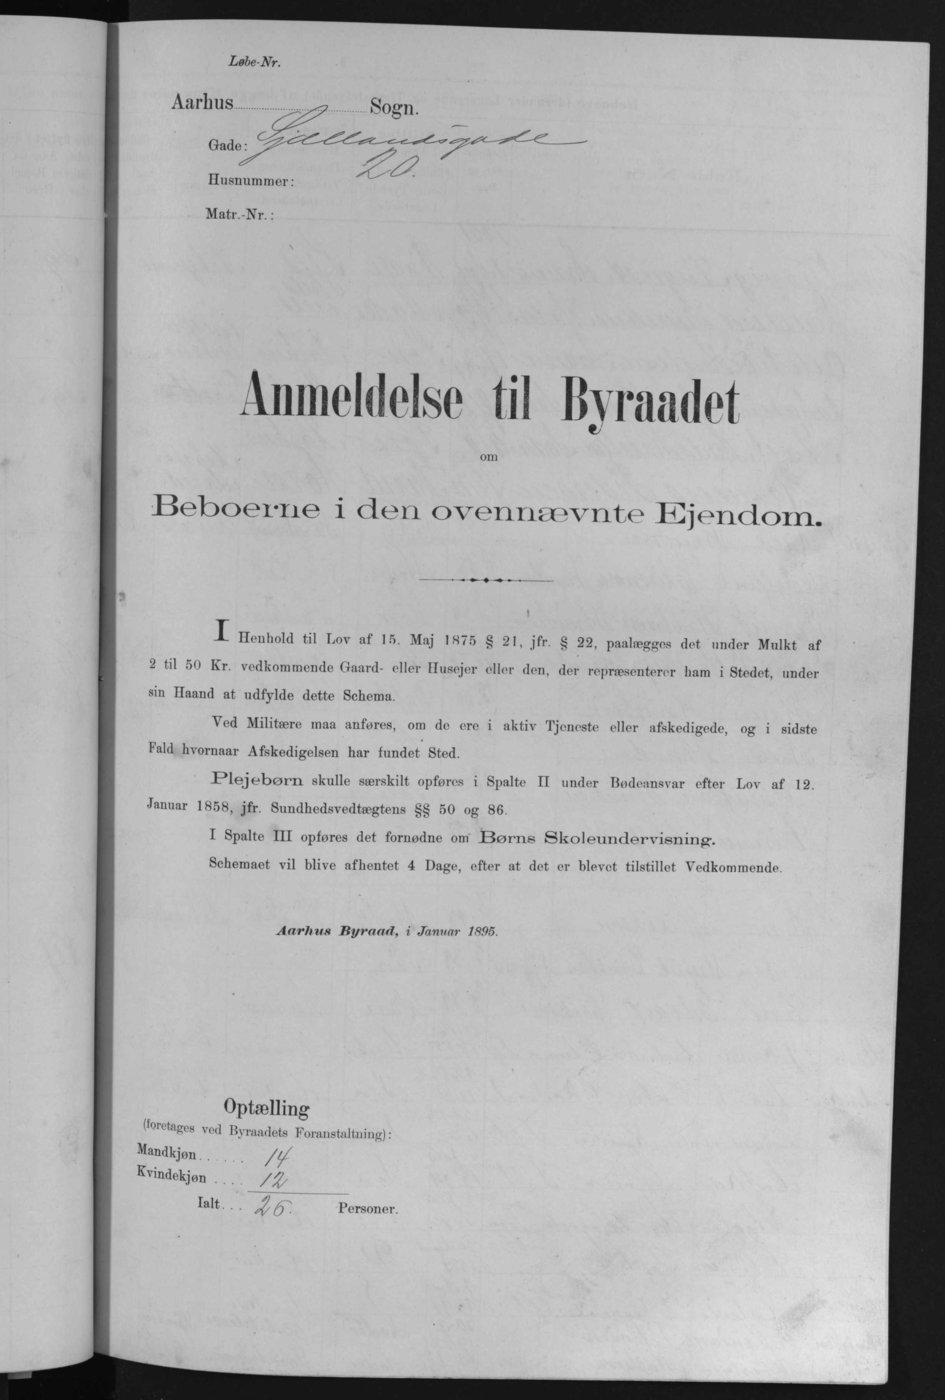 Løbe-Nr.
Aarhus Sogn.
Gade: Sjællandsgade
Husnummer: 20.
Matr.-Nr.:
Anmeldelse til Byraadet
om
Beboerne i den ovennævnte Ejendom.
I Henhold til Lov af 15. Maj 1875 § 21, jfr. § 22, paalægges det under Mulkt af
2 til 50 Kr. vedkommende Gaard- eller Husejer eller den, der repræsenterer ham i Stedet, under
sin Haand at udfylde dette Schema.
Ved Militære maa anføres, om de ere i aktiv Tjeneste eller afskedigede, og i sidste
Fald hvornaar Afskedigelsen har fundet Sted.
Plejebørn skulle særskilt opføres i Spalte II under Bødeansvar efter Lov af 12.
Januar 1858, jfr. Sundhedsvedtægtens §§ 50 og 86.
I Spalte III opføres det fornødne om Børns Skoleundervisning.
Schemaet vil blive afhentet 4 Dage, efter at det er blevet tilstillet Vedkommende.
Aarhus Byraad, i Januar 1895.
Optælling
(foretages ved Byraadets Foranstaltning):
Mandkjøn...... 14
Kvindekjøn .... 12
Ialt... 26. Personer.